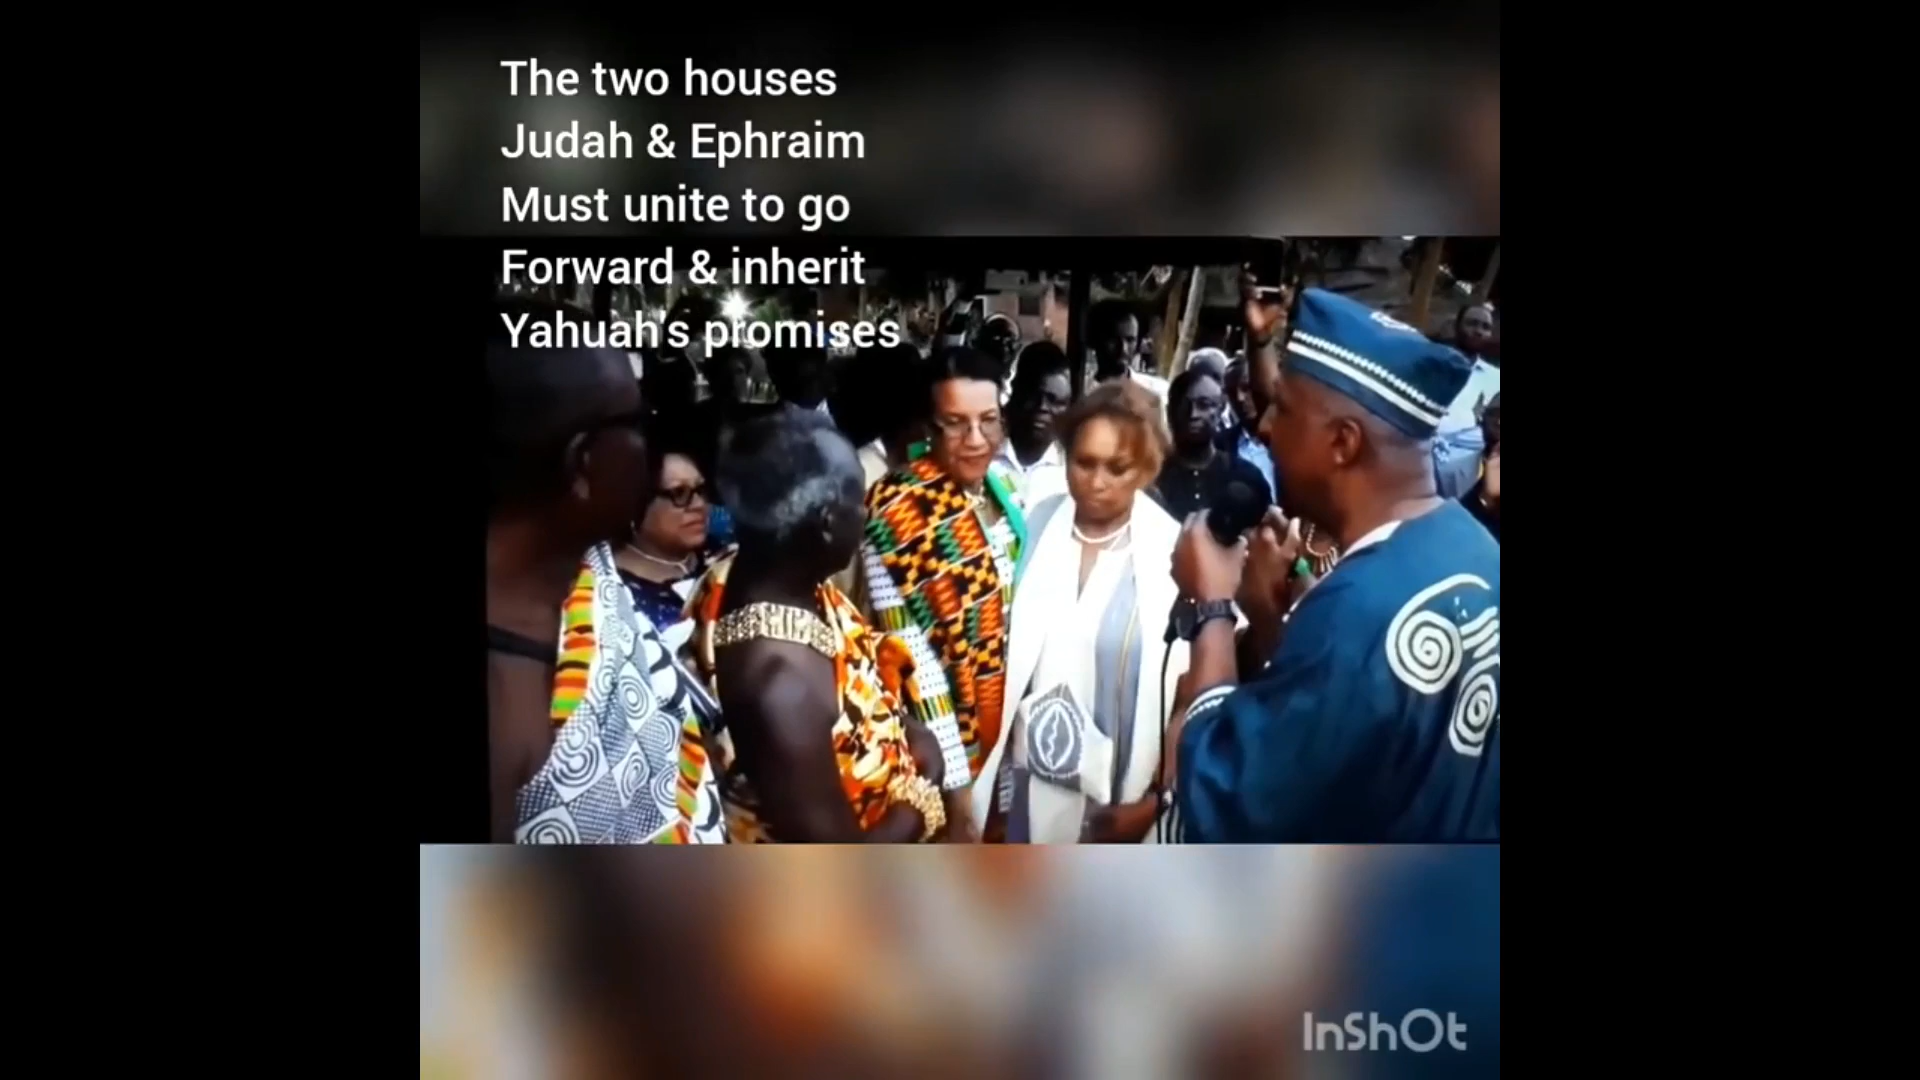 The two houses
Judah & Ephraim
Must unite to go
Forward & inherit
Yahuah's promises
InShOt